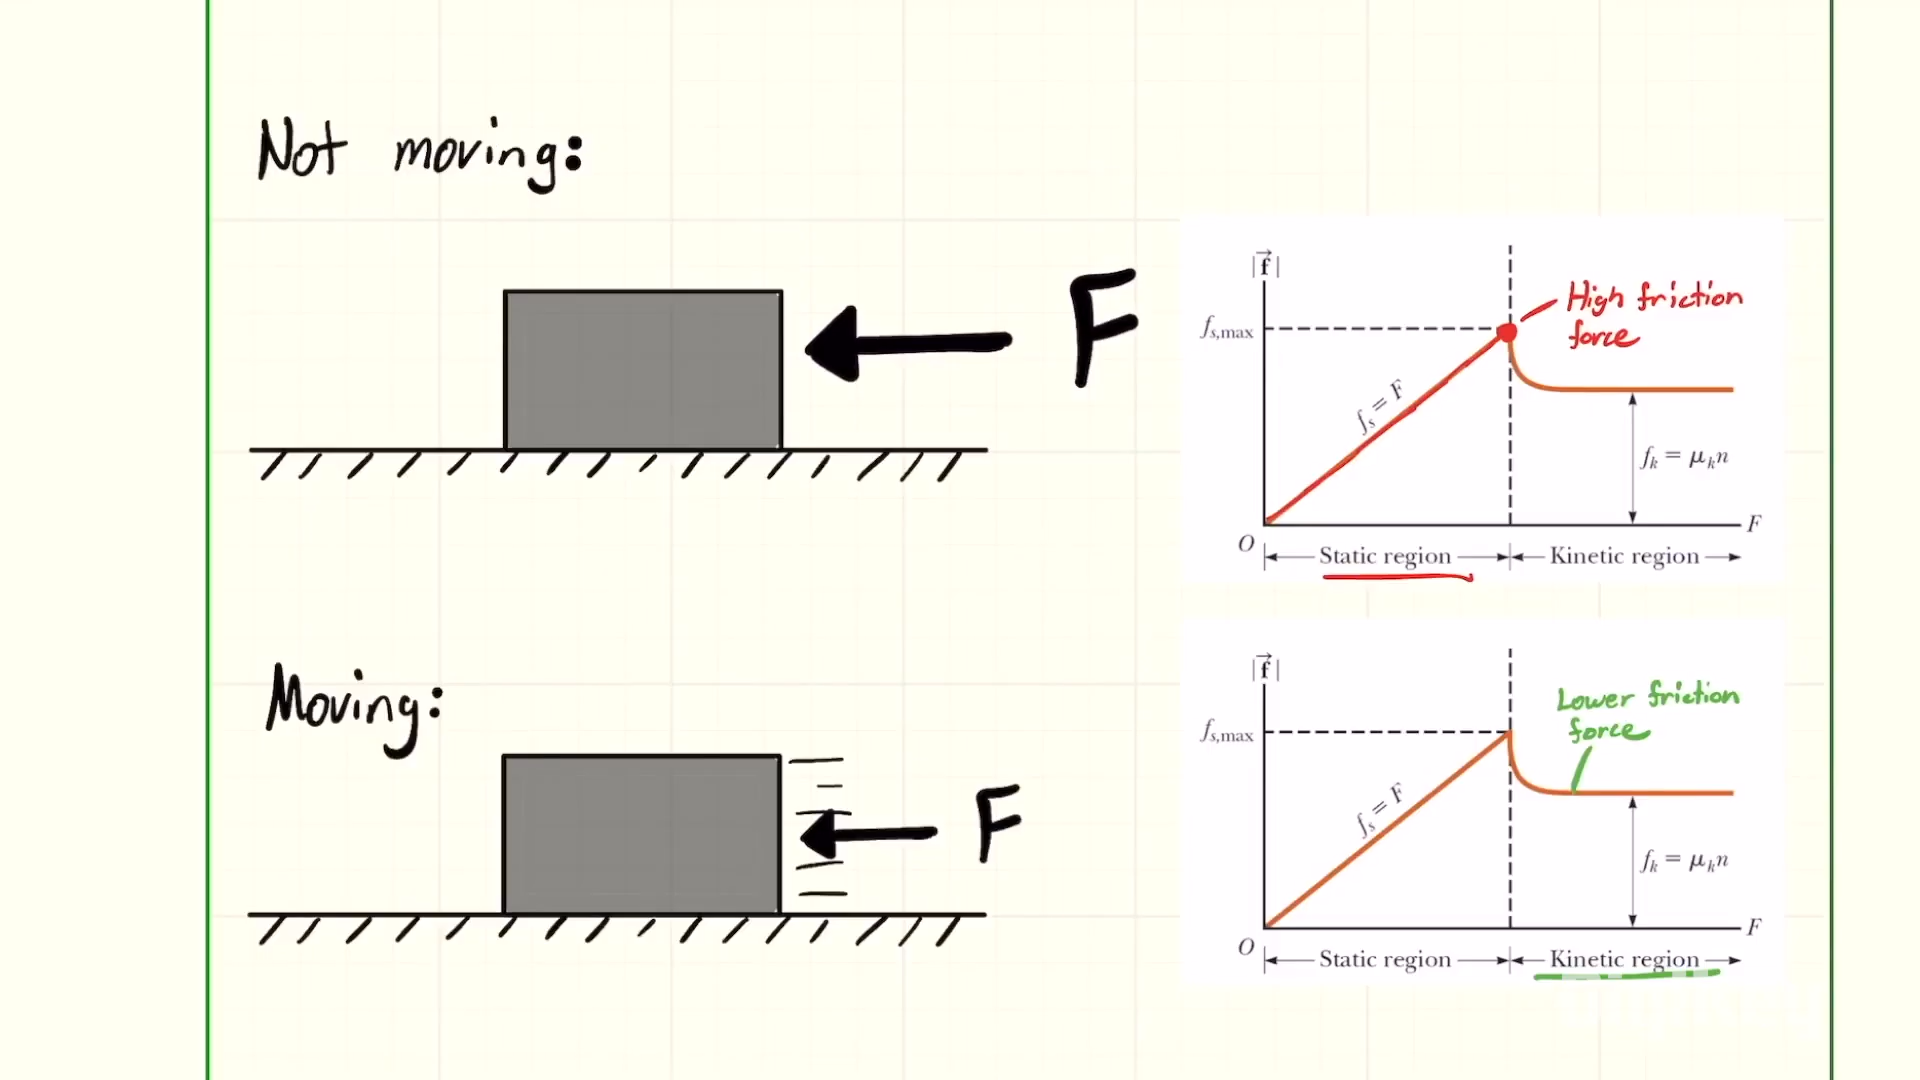 Not moving:
F
|f⃗|
High friction
force
fs,max
fs = F
fk = μkn
F
O
Static region
Kinetic region
Moving:
F
|f⃗|
Lower friction
force
fs,max
fs = F
fk = μkn
F
O
Static region
Kinetic region